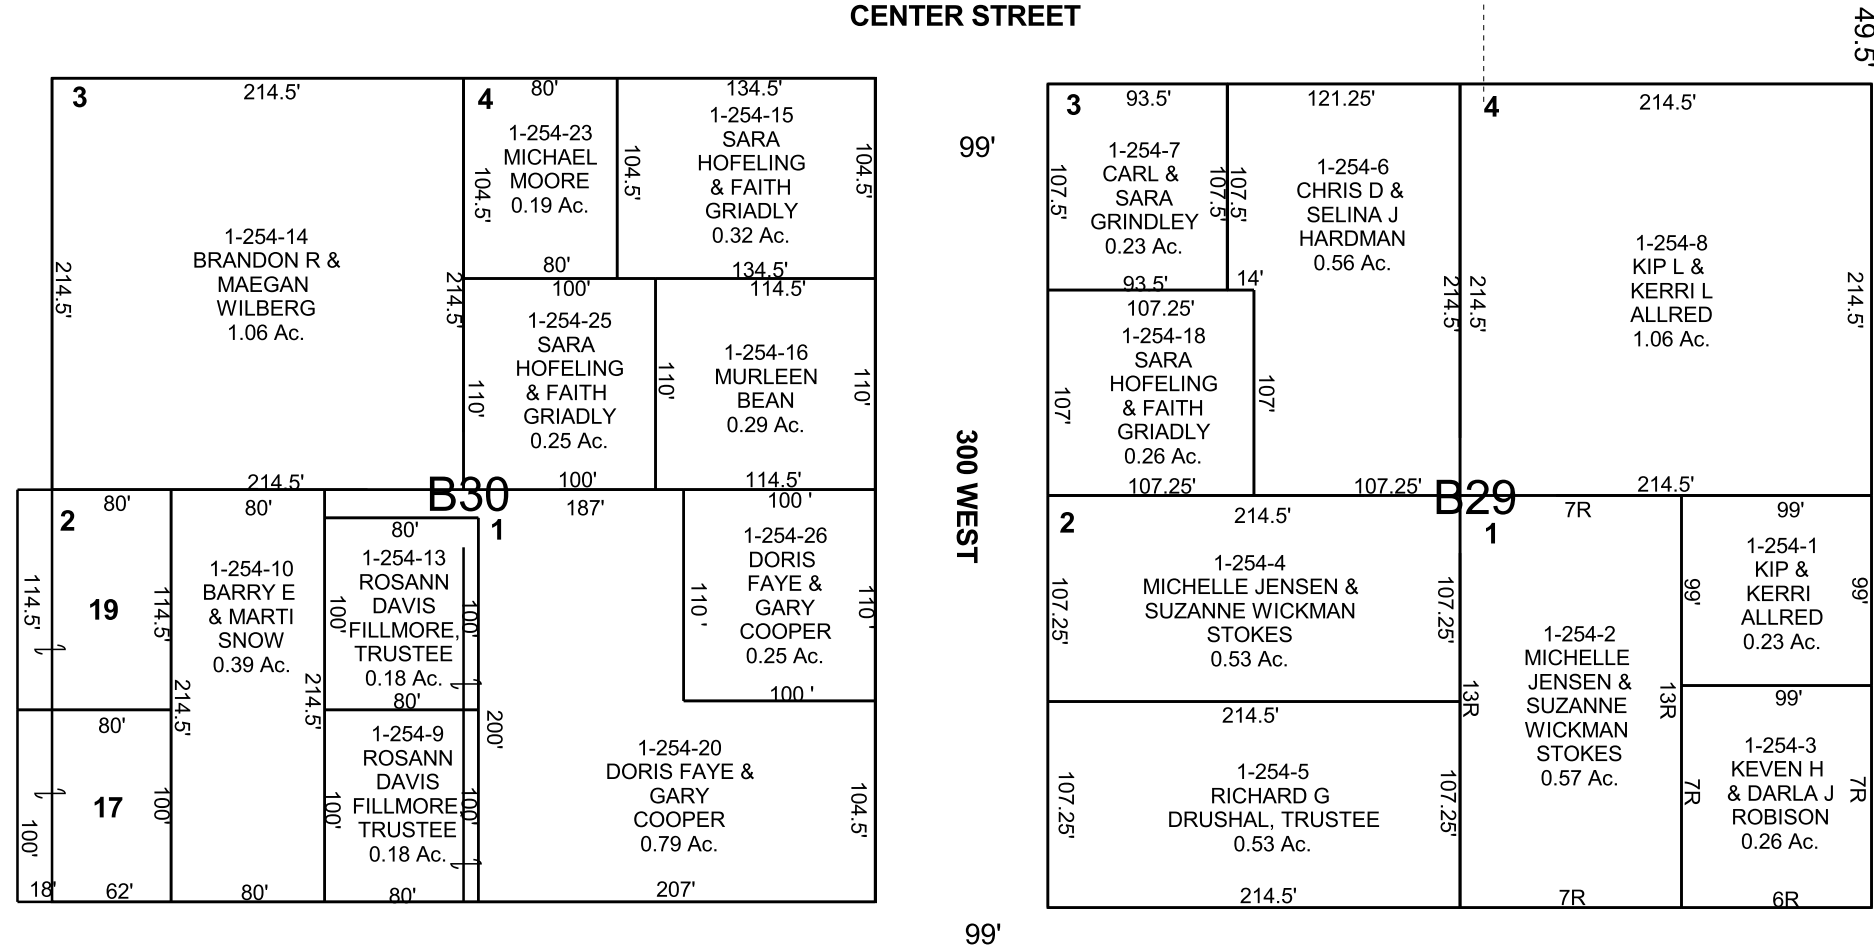 CENTER STREET
49.5'
3
214.5'
214.5'
1-254-14
BRANDON R &
MAEGAN
WILBERG
1.06 Ac.
214.5'
214.5'
4
80'
1-254-23
MICHAEL
MOORE
0.19 Ac.
104.5'
104.5'
80'
134.5'
1-254-15
SARA
HOFELING
& FAITH
GRIADLY
0.32 Ac.
104.5'
134.5'
100'
1-254-25
SARA
HOFELING
& FAITH
GRIADLY
0.25 Ac.
110'
110'
100'
114.5'
1-254-16
MURLEEN
BEAN
0.29 Ac.
110'
114.5'
B30
2
80'
114.5'
19
114.5'
80'
100'
17
100'
18'
62'
80'
1-254-10
BARRY E
& MARTI
SNOW
0.39 Ac.
214.5'
214.5'
80'
80'
1-254-13
ROSANN
DAVIS
FILLMORE,
TRUSTEE
0.18 Ac.
100'
100'
80'
1-254-9
ROSANN
DAVIS
FILLMORE,
TRUSTEE
0.18 Ac.
100'
100'
80'
1
187'
200'
1-254-20
DORIS FAYE &
GARY
COOPER
0.79 Ac.
104.5'
207'
100 '
1-254-26
DORIS
FAYE &
GARY
COOPER
0.25 Ac.
110 '
110 '
100 '
99'
300 WEST
99'
3
93.5'
1-254-7
CARL &
SARA
GRINDLEY
0.23 Ac.
107.5'
107.5'
93.5'
121.25'
1-254-6
CHRIS D &
SELINA J
HARDMAN
0.56 Ac.
107.5'
14'
214.5'
107.25'
107.25'
1-254-18
SARA
HOFELING
& FAITH
GRIADLY
0.26 Ac.
107'
107'
107.25'
4
214.5'
1-254-8
KIP L &
KERRI L
ALLRED
1.06 Ac.
214.5'
214.5'
214.5'
B29
2
214.5'
1-254-4
MICHELLE JENSEN &
SUZANNE WICKMAN
STOKES
0.53 Ac.
107.25'
107.25'
214.5'
1-254-5
RICHARD G
DRUSHAL, TRUSTEE
0.53 Ac.
107.25'
107.25'
214.5'
1
7R
1-254-2
MICHELLE
JENSEN &
SUZANNE
WICKMAN
STOKES
0.57 Ac.
13R
13R
7R
99'
1-254-1
KIP &
KERRI
ALLRED
0.23 Ac.
99'
99'
99'
1-254-3
KEVEN H
& DARLA J
ROBISON
0.26 Ac.
7R
7R
6R